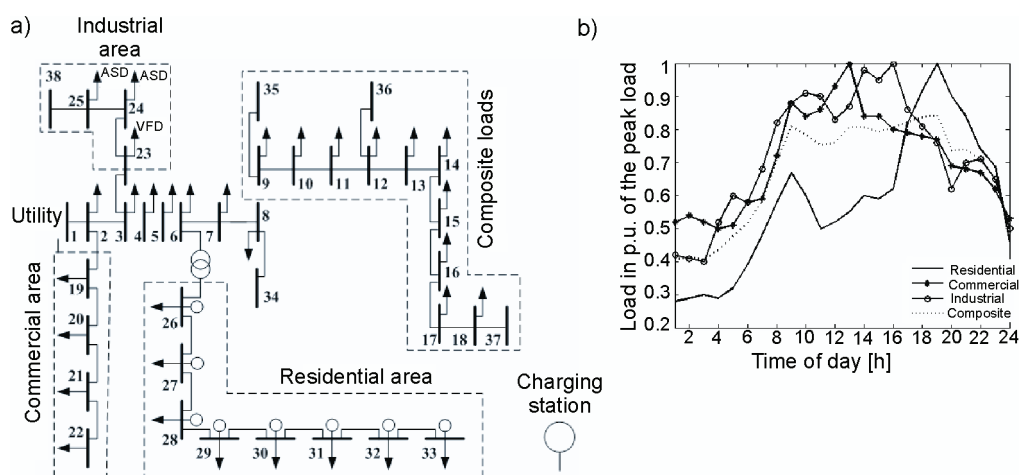 a)
Industrial
area
38
ASD
ASD
25
24
VFD
23
Utility
1
2
3
4
5
6
7
8
34
35
36
9
10
11
12
13
14
15
16
17
18
37
Composite loads
Commercial area
19
20
21
22
26
27
28
Residential area
29
30
31
32
33
Charging
station
b)
Load in p.u. of the peak load
1
0.9
0.8
0.7
0.6
0.5
0.4
0.3
0.2
2 4 6 8 10 12 14 16 18 20 22 24
Time of day [h]
Residential
Commercial
Industrial
Composite